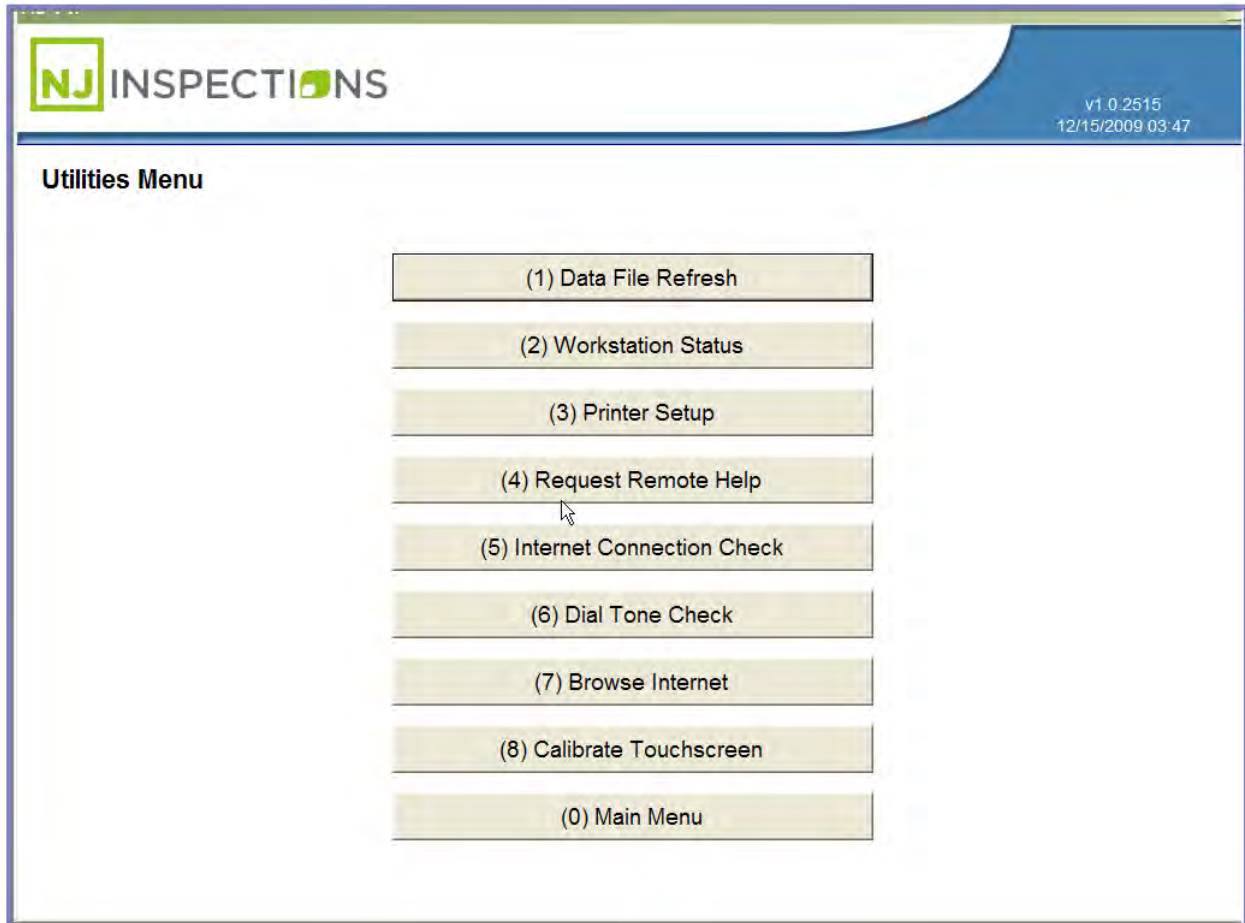 NJ INSPECTIONS
v1.0.2515
12/15/2009 03:47
Utilities Menu
(1) Data File Refresh
(2) Workstation Status
(3) Printer Setup
(4) Request Remote Help
(5) Internet Connection Check
(6) Dial Tone Check
(7) Browse Internet
(8) Calibrate Touchscreen
(0) Main Menu